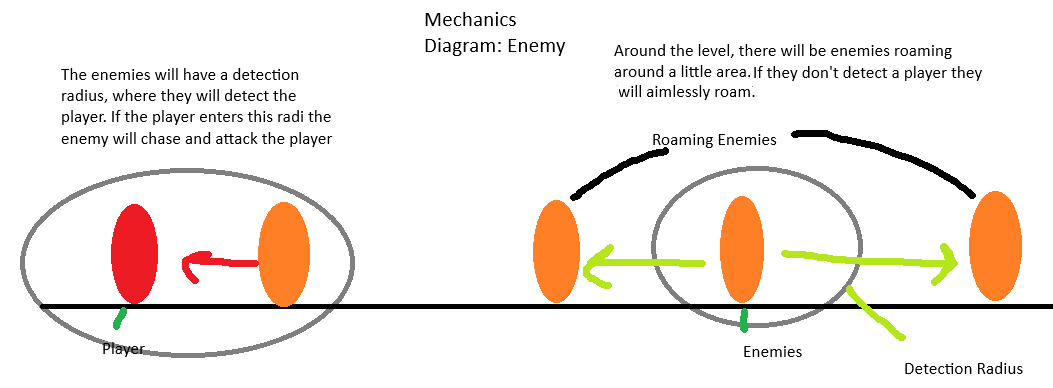 Mechanics
Diagram: Enemy
The enemies will have a detection
radius, where they will detect the
player. If the player enters this radi the
enemy will chase and attack the player
Around the level, there will be enemies roaming
around a little area. If they don't detect a player they
will aimlessly roam.
Roaming Enemies
Player
Enemies
Detection Radius